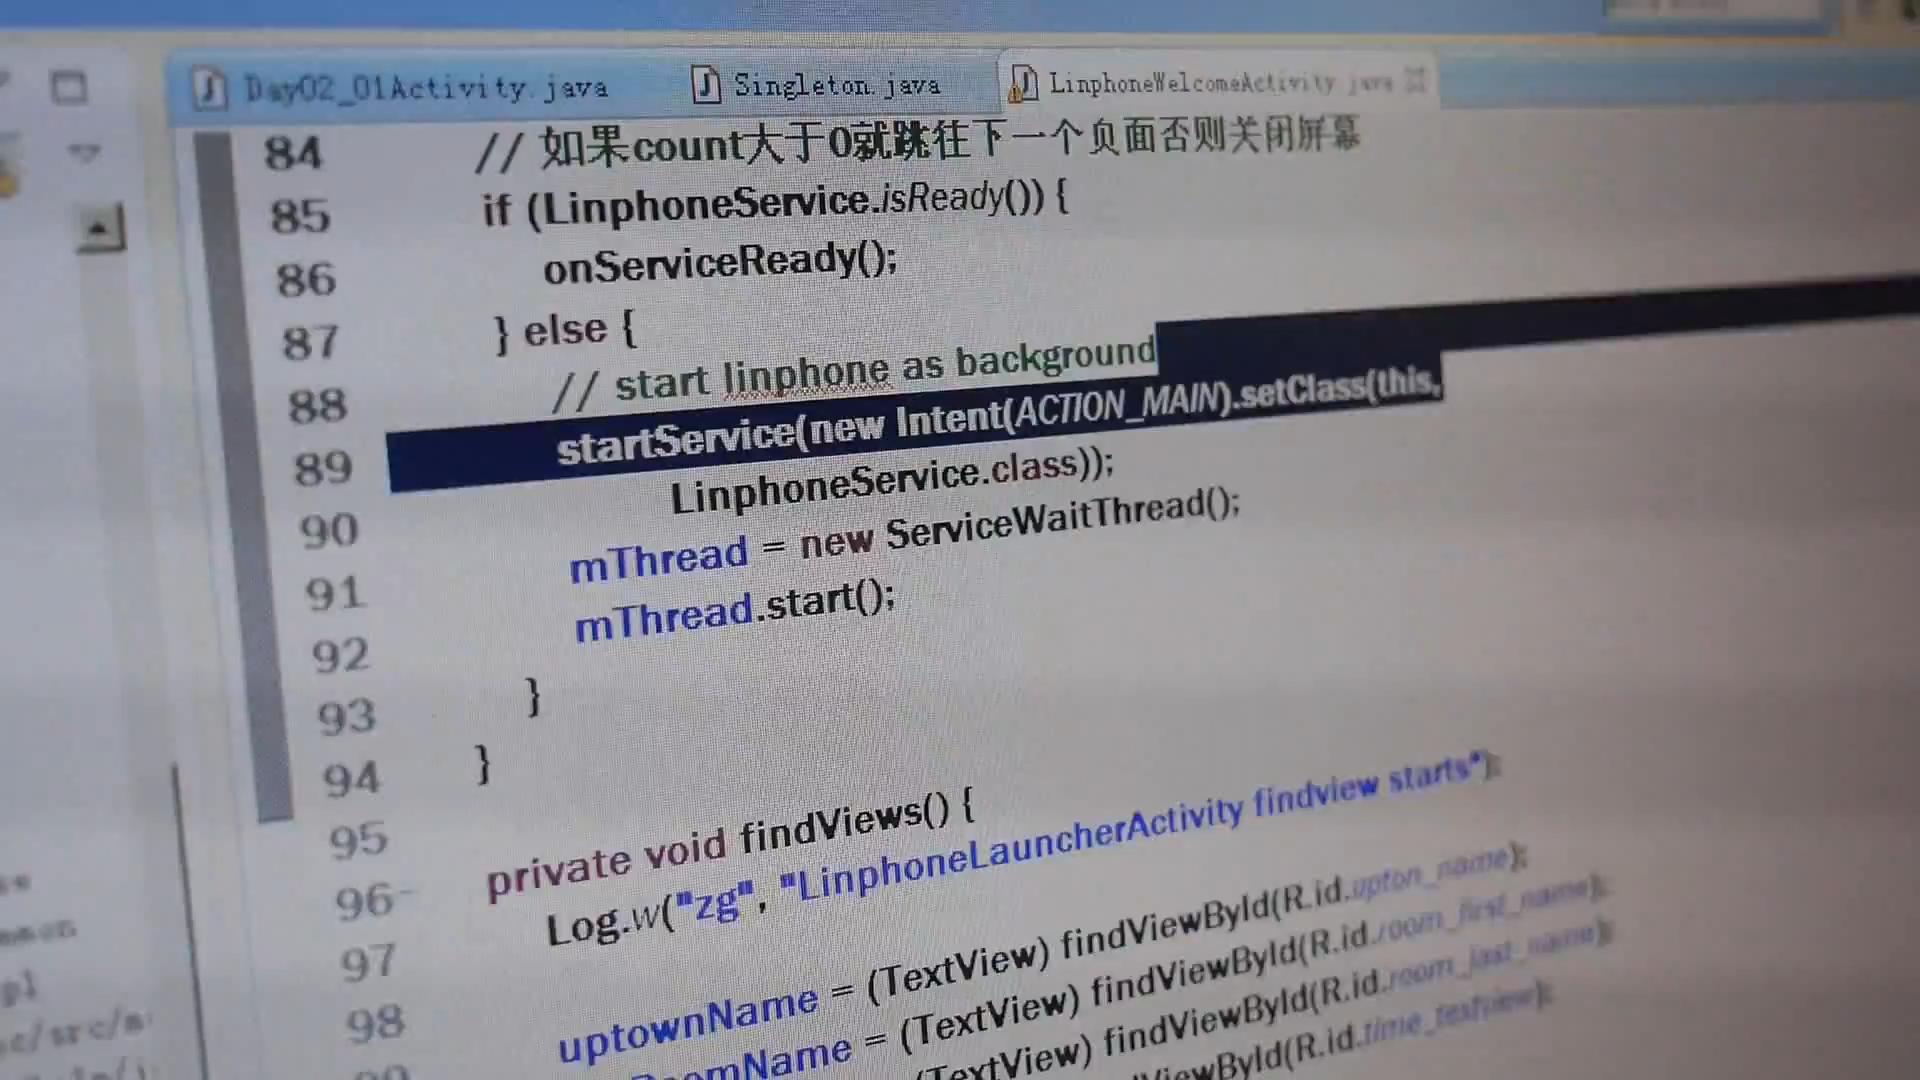 Day02_01Activity.java
Singleton.java
LinphoneWelcomeActivity.java
84 // 如果count大于0就跳往下一个页面否则关闭屏幕
85 if (LinphoneService.isReady()) {
86 onServiceReady();
87 } else {
88 // start linphone as background
89 startService(new Intent(ACTION_MAIN).setClass(this,
90 LinphoneService.class));
91 mThread = new ServiceWaitThread();
92 mThread.start();
93 }
94 }
95
96 private void findViews() {
97 Log.w("zg", "LinphoneLauncherActivity findview starts");
98 uptownName = (TextView) findViewById(R.id.upton_name);
99 (TextView) findViewById(R.id.room_first_name);
(TextView) findViewById(R.id.room_last_name);
ViewById(R.id.time_textview);